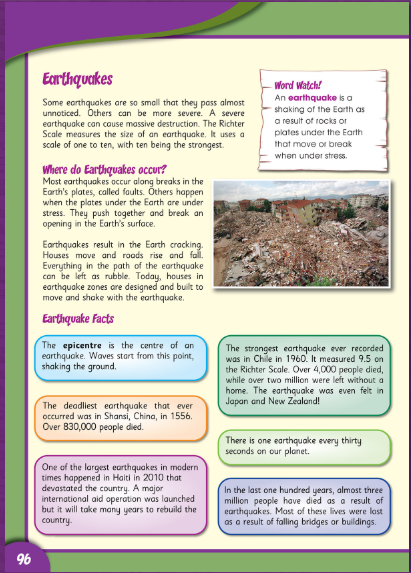 Earthquakes
Some earthquakes are so small that they pass almost
unnoticed. Others can be more severe. A severe
earthquake can cause massive destruction. The Richter
Scale measures the size of an earthquake. It uses a
scale of one to ten, with ten being the strongest.
Word Watch!
An earthquake is a
shaking of the Earth as
a result of rocks or
plates under the Earth
that move or break
when under stress.
Where do Earthquakes occur?
Most earthquakes occur along breaks in the
Earth's plates, called faults. Others happen
when the plates under the Earth are under
stress. They push together and break an
opening in the Earth's surface.
Earthquakes result in the Earth cracking.
Houses move and roads rise and fall.
Everything in the path of the earthquake
can be left as rubble. Today, houses in
earthquake zones are designed and built to
move and shake with the earthquake.
Earthquake Facts
The epicentre is the centre of an
earthquake. Waves start from this point,
shaking the ground.
The deadliest earthquake that ever
occurred was in Shansi, China, in 1556.
Over 830,000 people died.
One of the largest earthquakes in modern
times happened in Haiti in 2010 that
devastated the country. A major
international aid operation was launched
but it will take many years to rebuild the
country.
The strongest earthquake ever recorded
was in Chile in 1960. It measured 9.5 on
the Richter Scale. Over 4,000 people died,
while over two million were left without a
home. The earthquake was even felt in
Japan and New Zealand!
There is one earthquake every thirty
seconds on our planet.
In the last one hundred years, almost three
million people have died as a result of
earthquakes. Most of these lives were lost
as a result of falling bridges or buildings.
96